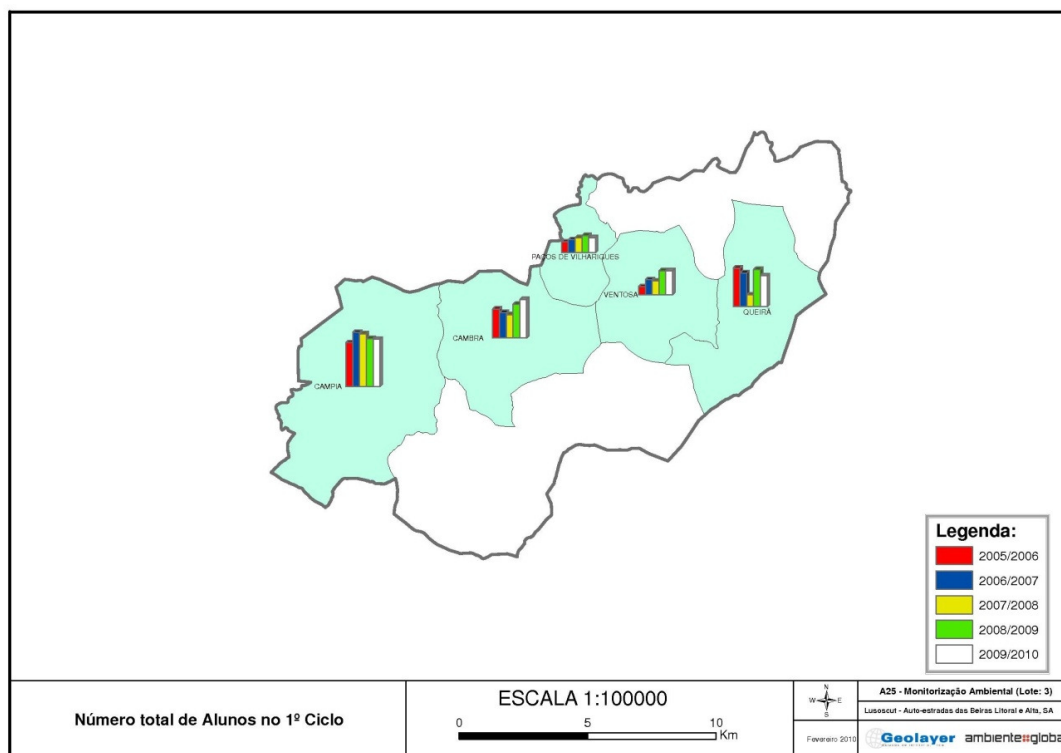 PAÇOS DE VILHARIGUES
VENTOSA
QUEIRÃ
CAMBRA
CAMPIA
Legenda:
2005/2006
2006/2007
2007/2008
2008/2009
2009/2010
Número total de Alunos no 1º Ciclo
ESCALA 1:100000
0 5 10
Km
N
W E
S
Fevereiro 2010
A25 - Monitorização Ambiental (Lote: 3)
Lusoscut - Auto-estradas das Beiras Litoral e Alta, SA
Geolayer
ambiente::globa